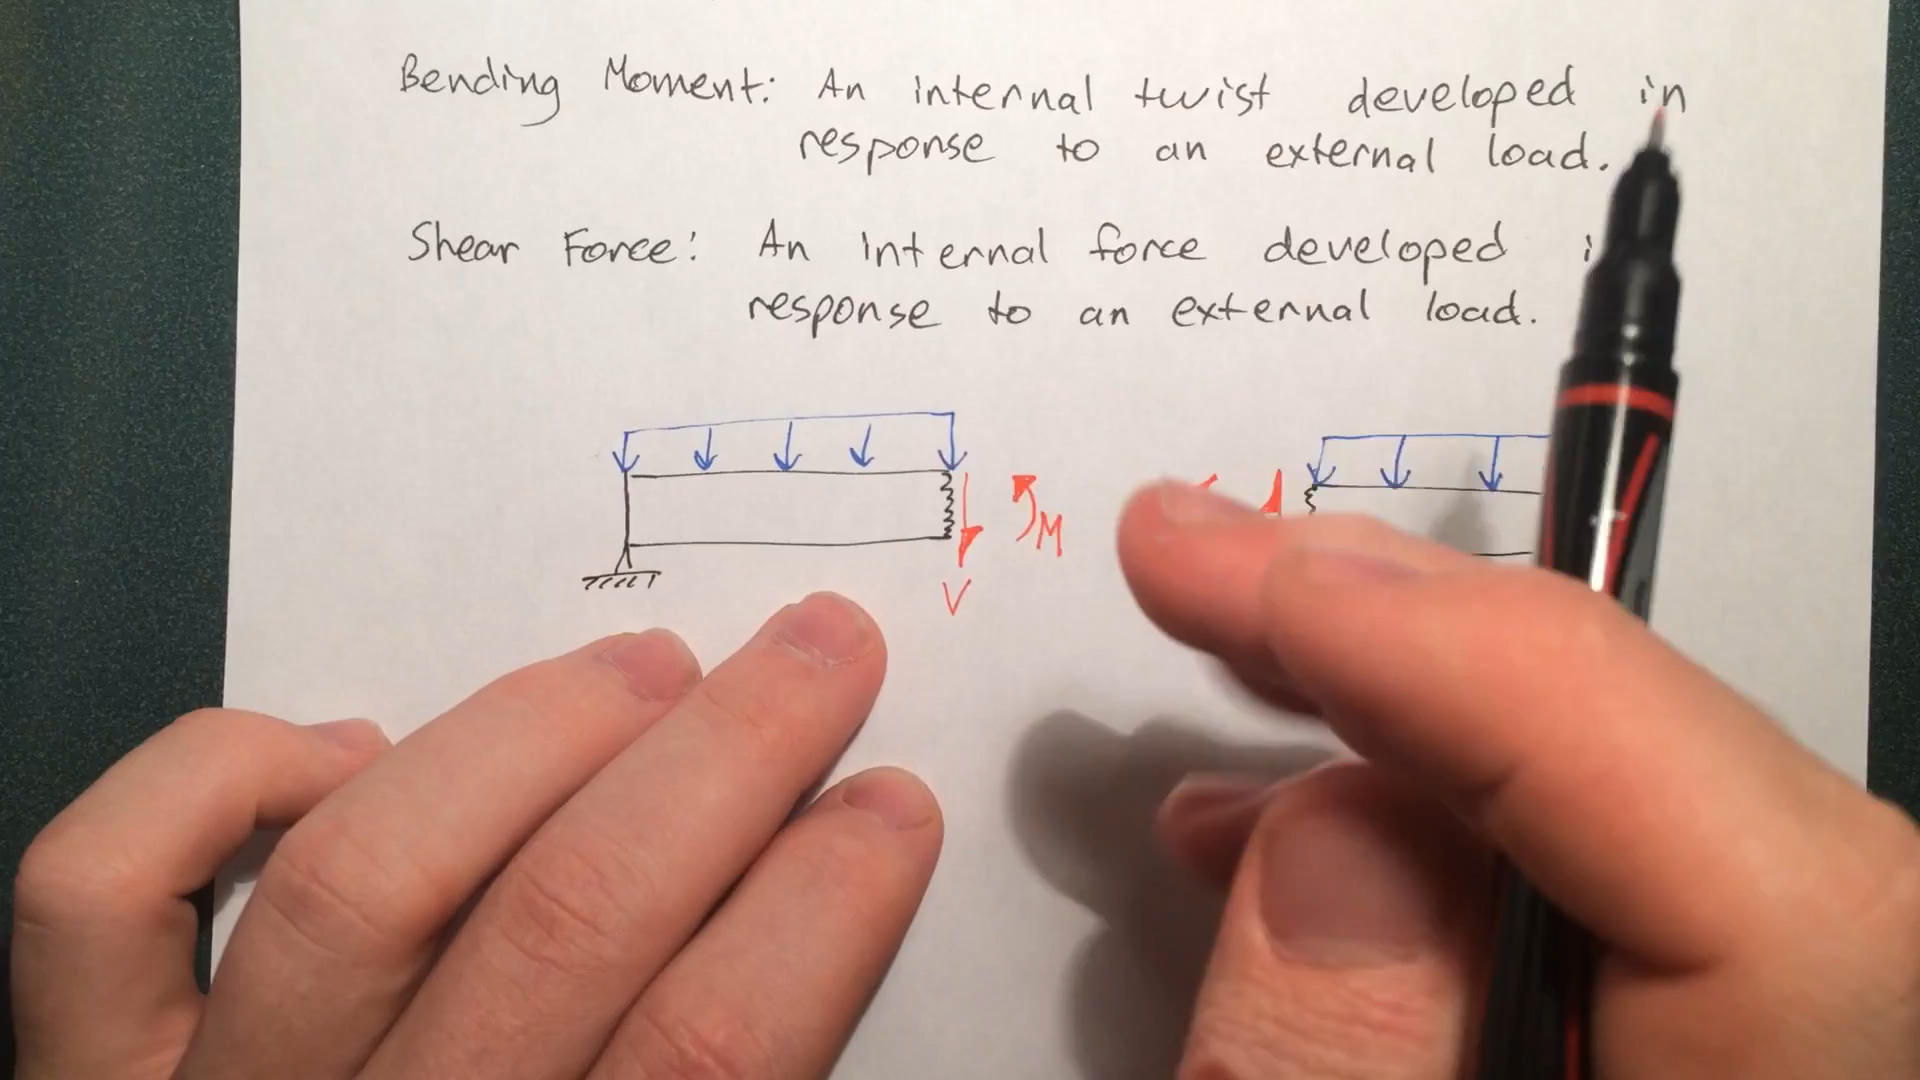 Bending Moment: An internal twist developed in
response to an external load.
Shear Force: An internal force developed
response to an external load.
M
V